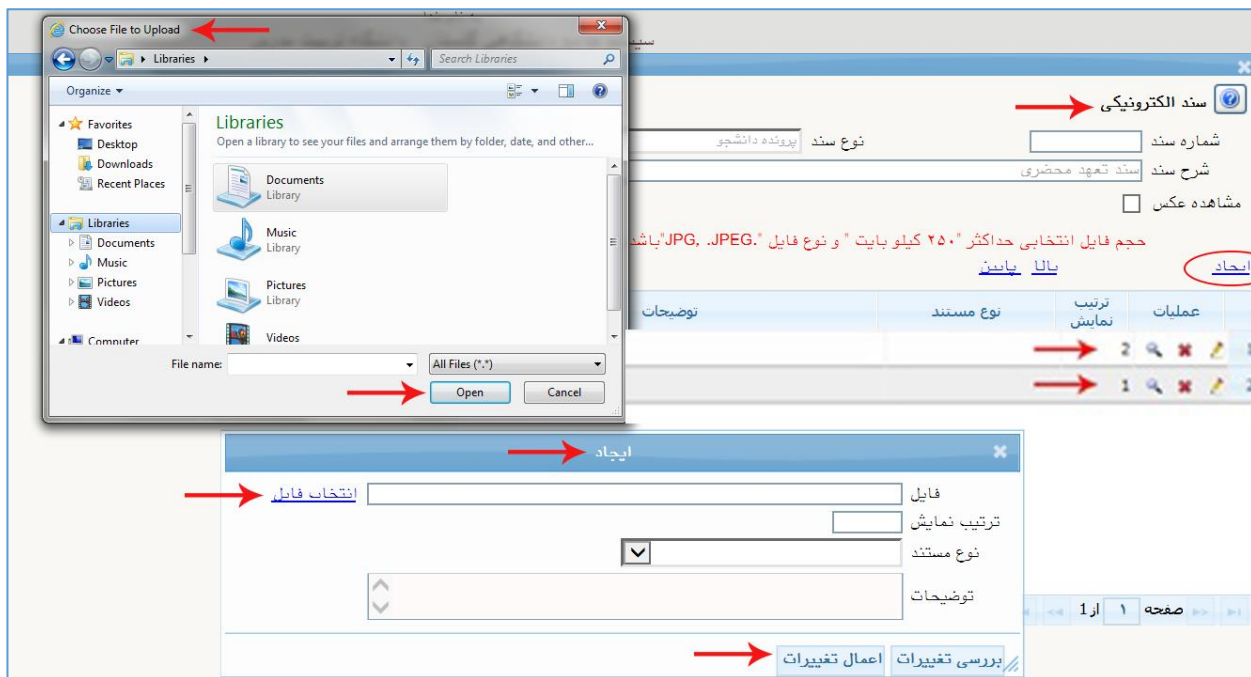 Choose File to Upload
Libraries
Search Libraries
Organize
Favorites
Desktop
Downloads
Recent Places
Libraries
Documents
Music
Pictures
Videos
Computer
Libraries
Open a library to see your files and arrange them by folder, date, and other...
Documents
Library
Music
Library
Pictures
Library
Videos
File name:
All Files (*.*)
Open
Cancel
سند الکترونیکی
شماره سند
نوع سند پرونده دانشجو
شرح سند سند تعهد محضری
مشاهده عکس
حجم فایل انتخابی حداکثر "۲۵۰ کیلو بایت " و نوع فایل ".JPG, .JPEG"باشد
ایجاد بالا پایین
عملیات ترتیب نمایش نوع مستند توضیحات
1 2
2 1
ایجاد
فایل انتخاب فایل
ترتیب نمایش
نوع مستند
توضیحات
بررسی تغییرات اعمال تغییرات
صفحه ۱ از 1